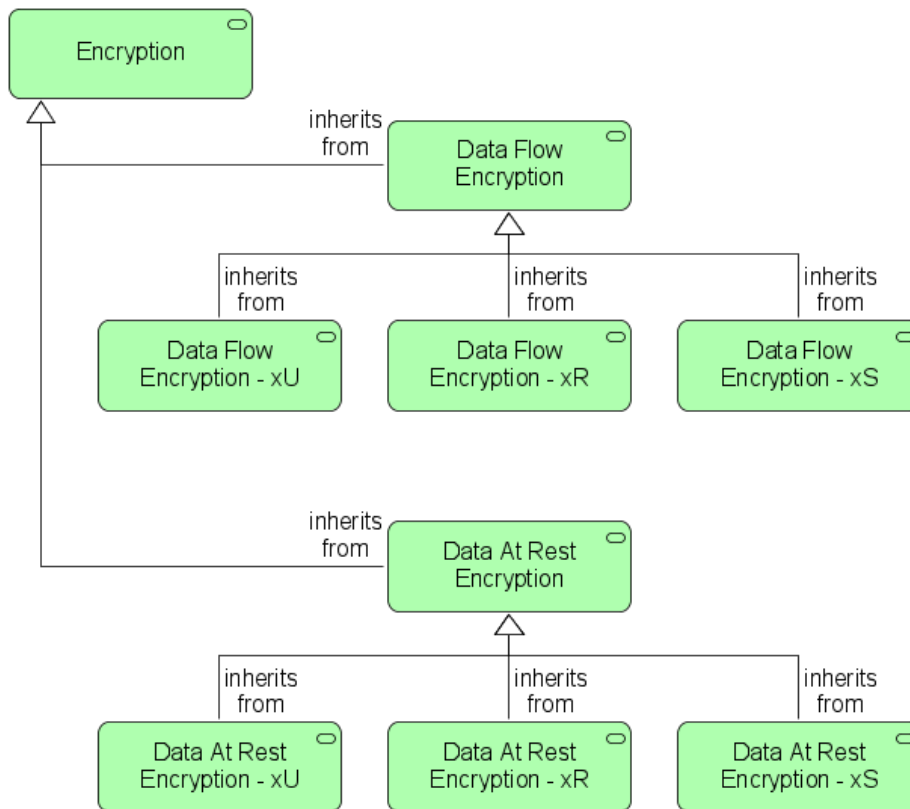 Encryption
inherits
from
Data Flow
Encryption
inherits
from
inherits
from
inherits
from
Data Flow
Encryption - xU
Data Flow
Encryption - xR
Data Flow
Encryption - xS
inherits
from
Data At Rest
Encryption
inherits
from
inherits
from
inherits
from
Data At Rest
Encryption - xU
Data At Rest
Encryption - xR
Data At Rest
Encryption - xS